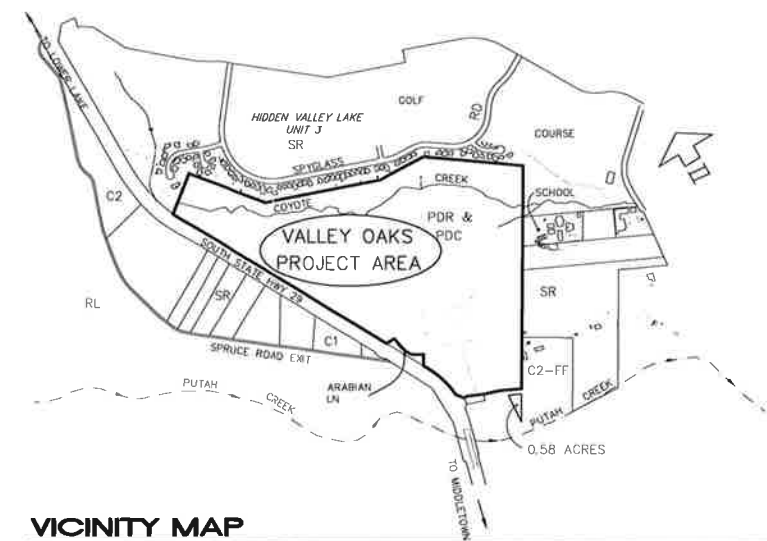 TO LOWER LAKE
HIDDEN VALLEY LAKE
UNIT 3
SR
GOLF
RD
COURSE
SPYGLASS
CREEK
SCHOOL
COYOTE
PDR &
PDC
VALLEY OAKS
PROJECT AREA
C2
SOUTH STATE HWY 29
SR
SR
RL
C1
SPRUCE ROAD EXIT
ARABIAN
LN
C2-FF
PUTAH
CREEK
PUTAH
CREEK
0.58 ACRES
TO MIDDLETOWN
VICINITY MAP